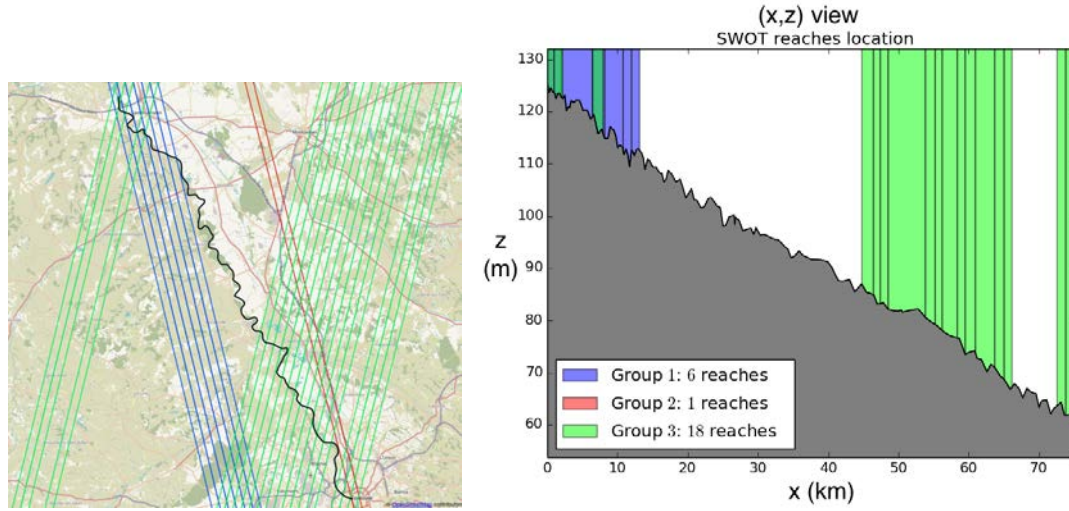 (x,z) view
SWOT reaches location
130
120
110
100
90
80
70
60
z
(m)
0
10
20
30
40
50
60
70
x (km)
Group 1: 6 reaches
Group 2: 1 reaches
Group 3: 18 reaches